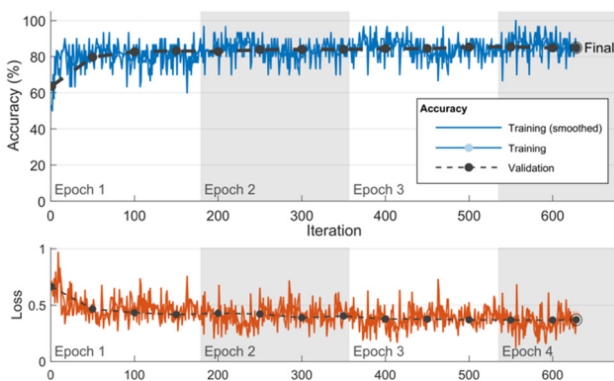 100
80
60
40
20
0
Accuracy (%)
Final
Accuracy
Training (smoothed)
Training
Validation
Epoch 1
Epoch 2
Epoch 3
0
100
200
300
400
500
600
Iteration
1
0.5
0
Loss
Epoch 1
Epoch 2
Epoch 3
Epoch 4
0
100
200
300
400
500
600